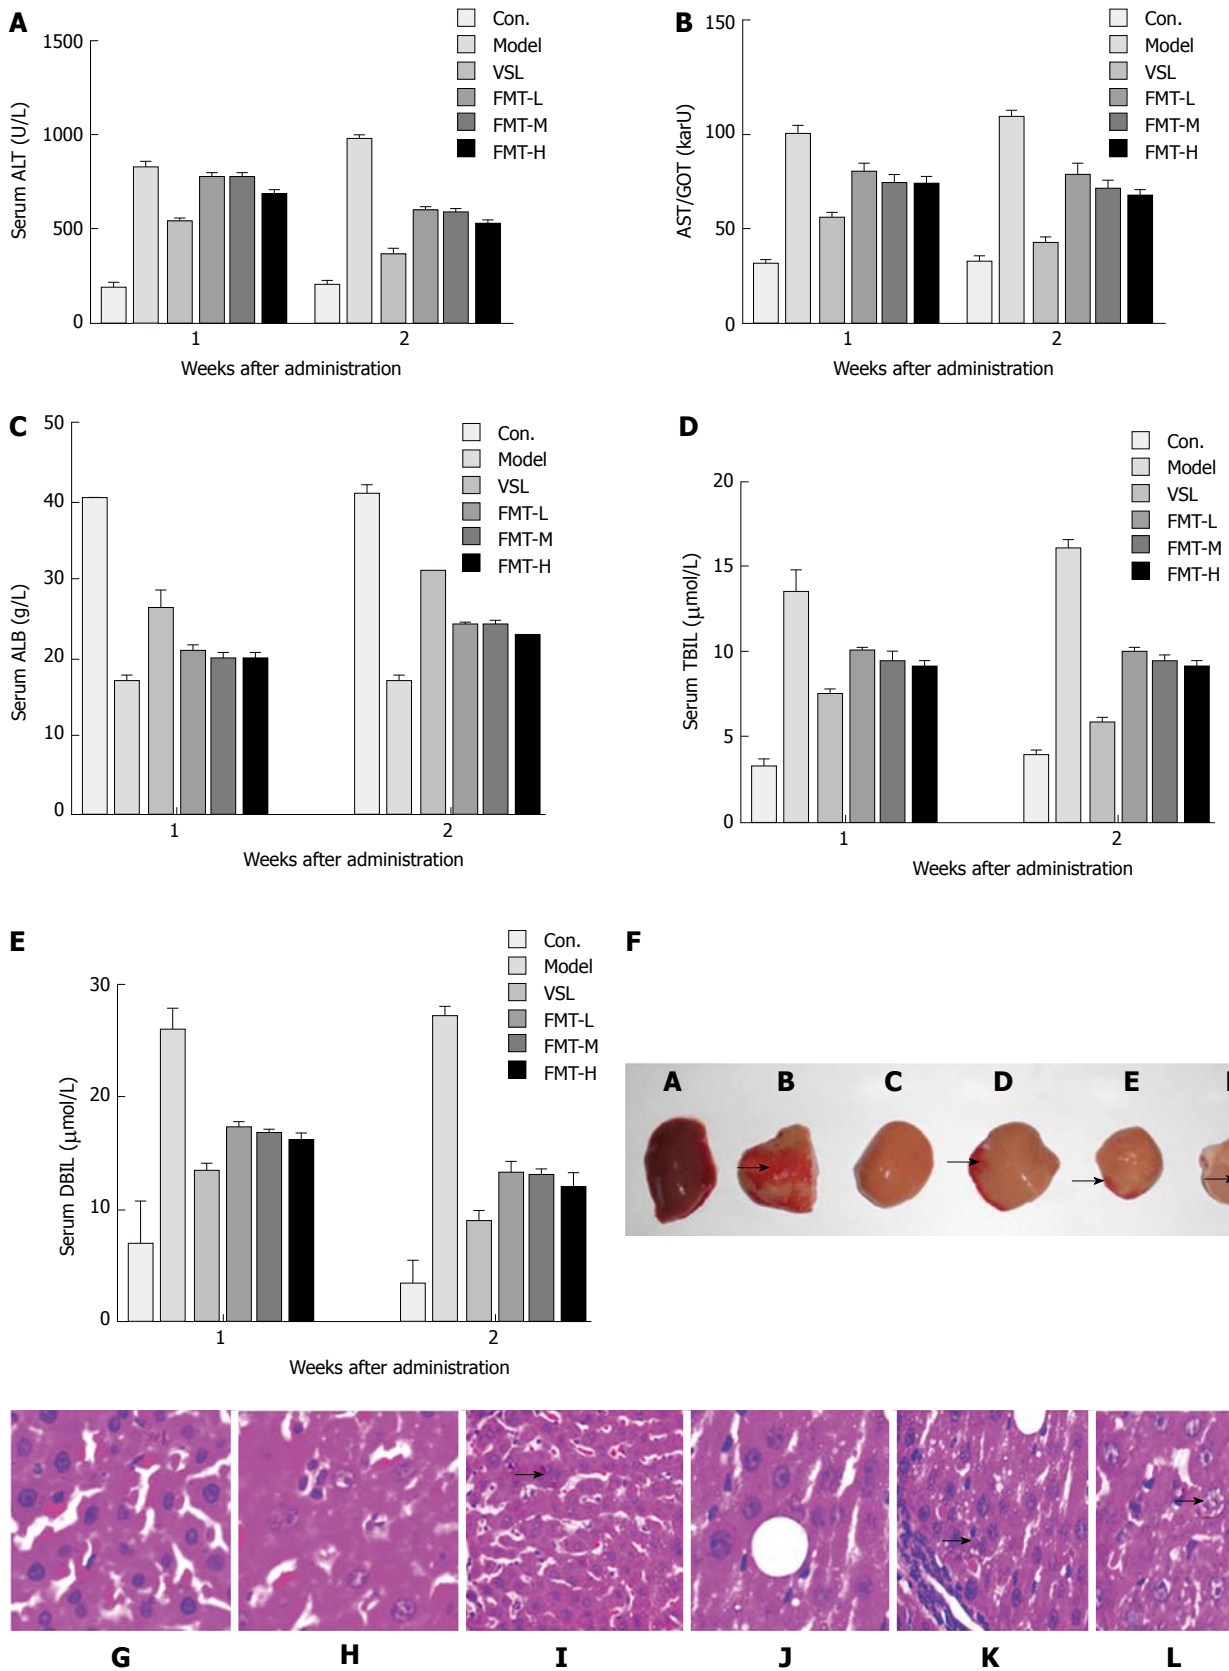 A
Serum ALT (U/L)
1500
1000
500
0
Con.
Model
VSL
FMT-L
FMT-M
FMT-H
1 2
Weeks after administration
B
AST/GOT (karU)
150
100
50
0
Con.
Model
VSL
FMT-L
FMT-M
FMT-H
1 2
Weeks after administration
C
Serum ALB (g/L)
50
40
30
20
10
0
Con.
Model
VSL
FMT-L
FMT-M
FMT-H
1 2
Weeks after administration
D
Serum TBIL (μmol/L)
20
15
10
5
0
Con.
Model
VSL
FMT-L
FMT-M
FMT-H
1 2
Weeks after administration
E
Serum DBIL (μmol/L)
30
20
10
0
Con.
Model
VSL
FMT-L
FMT-M
FMT-H
1 2
Weeks after administration
F
A B C D E
G H I J K L